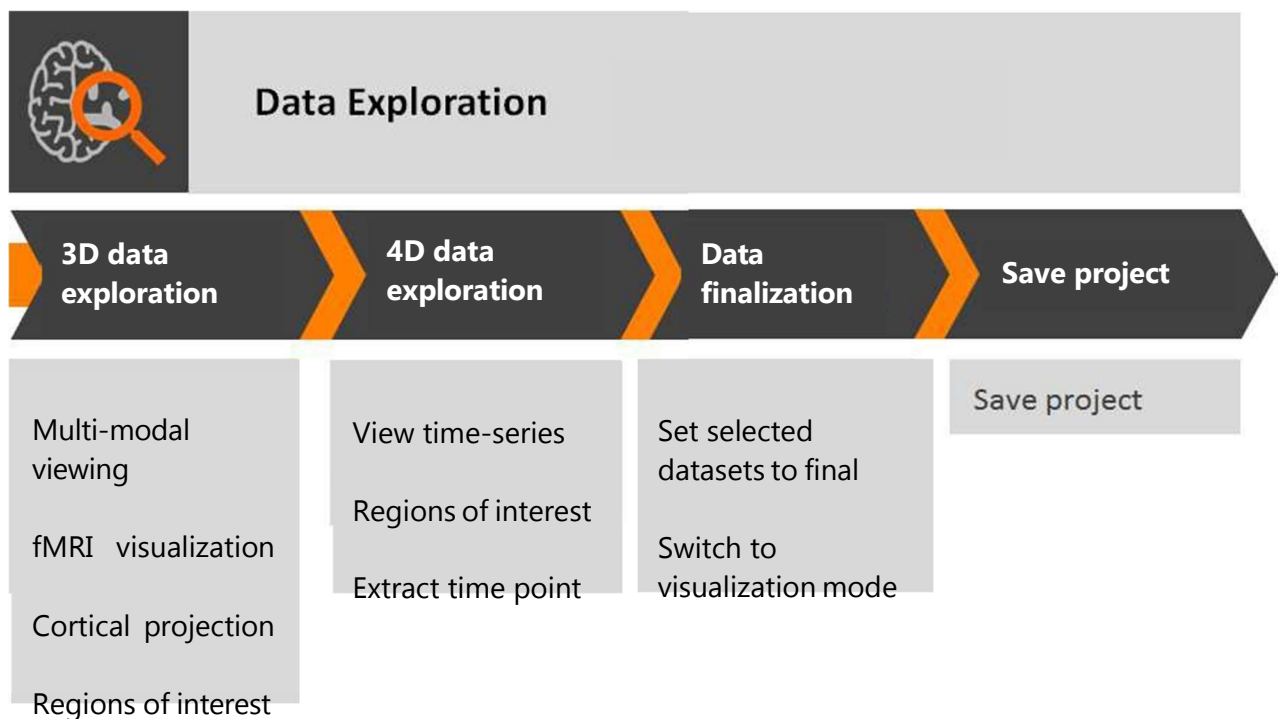 Data Exploration
3D data
exploration
4D data
exploration
Data
finalization
Save project
Multi-modal
viewing
fMRI visualization
Cortical projection
Regions of interest
View time-series
Regions of interest
Extract time point
Set selected
datasets to final
Switch to
visualization mode
Save project